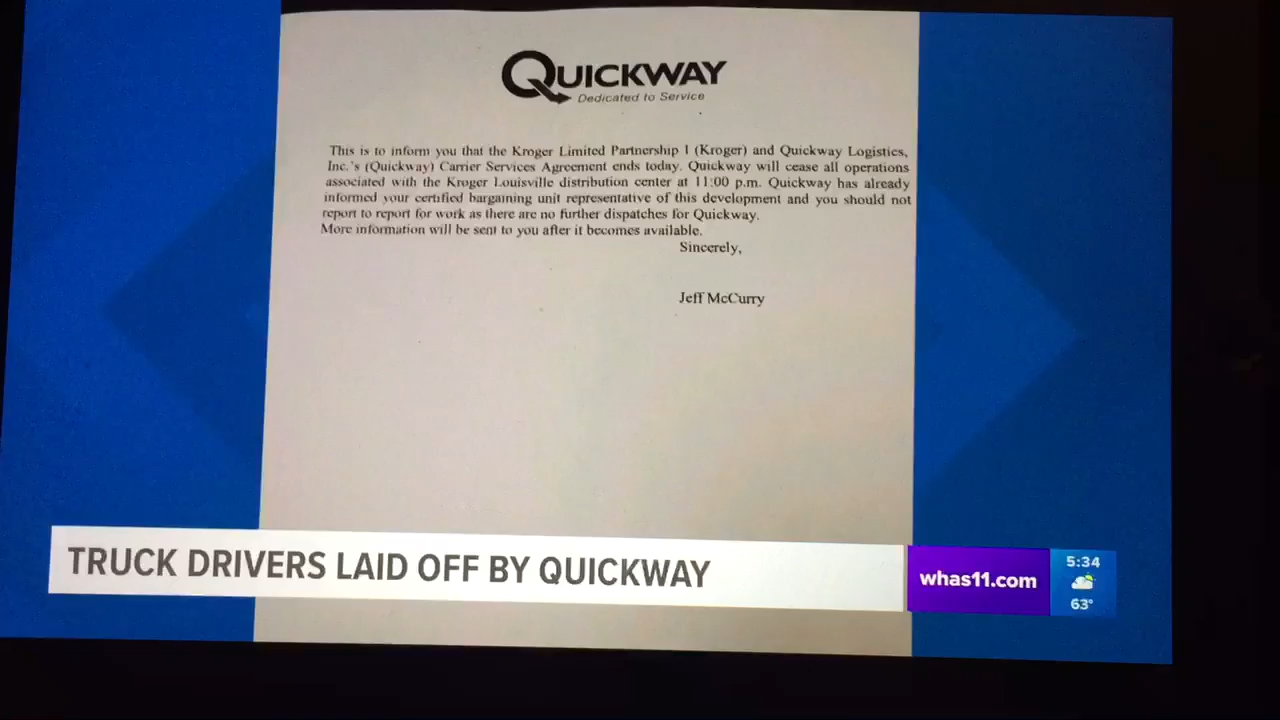 QUICKWAY
Dedicated to Service
This is to inform you that the Kroger Limited Partnership I (Kroger) and Quickway Logistics,
Inc.'s (Quickway) Carrier Services Agreement ends today. Quickway will cease all operations
associated with the Kroger Louisville distribution center at 11:00 p.m. Quickway has already
informed your certified bargaining unit representative of this development and you should not
report to report for work as there are no further dispatches for Quickway.
More information will be sent to you after it becomes available.
Sincerely,
Jeff McCurry
TRUCK DRIVERS LAID OFF BY QUICKWAY
whas11.com
5:34
63°